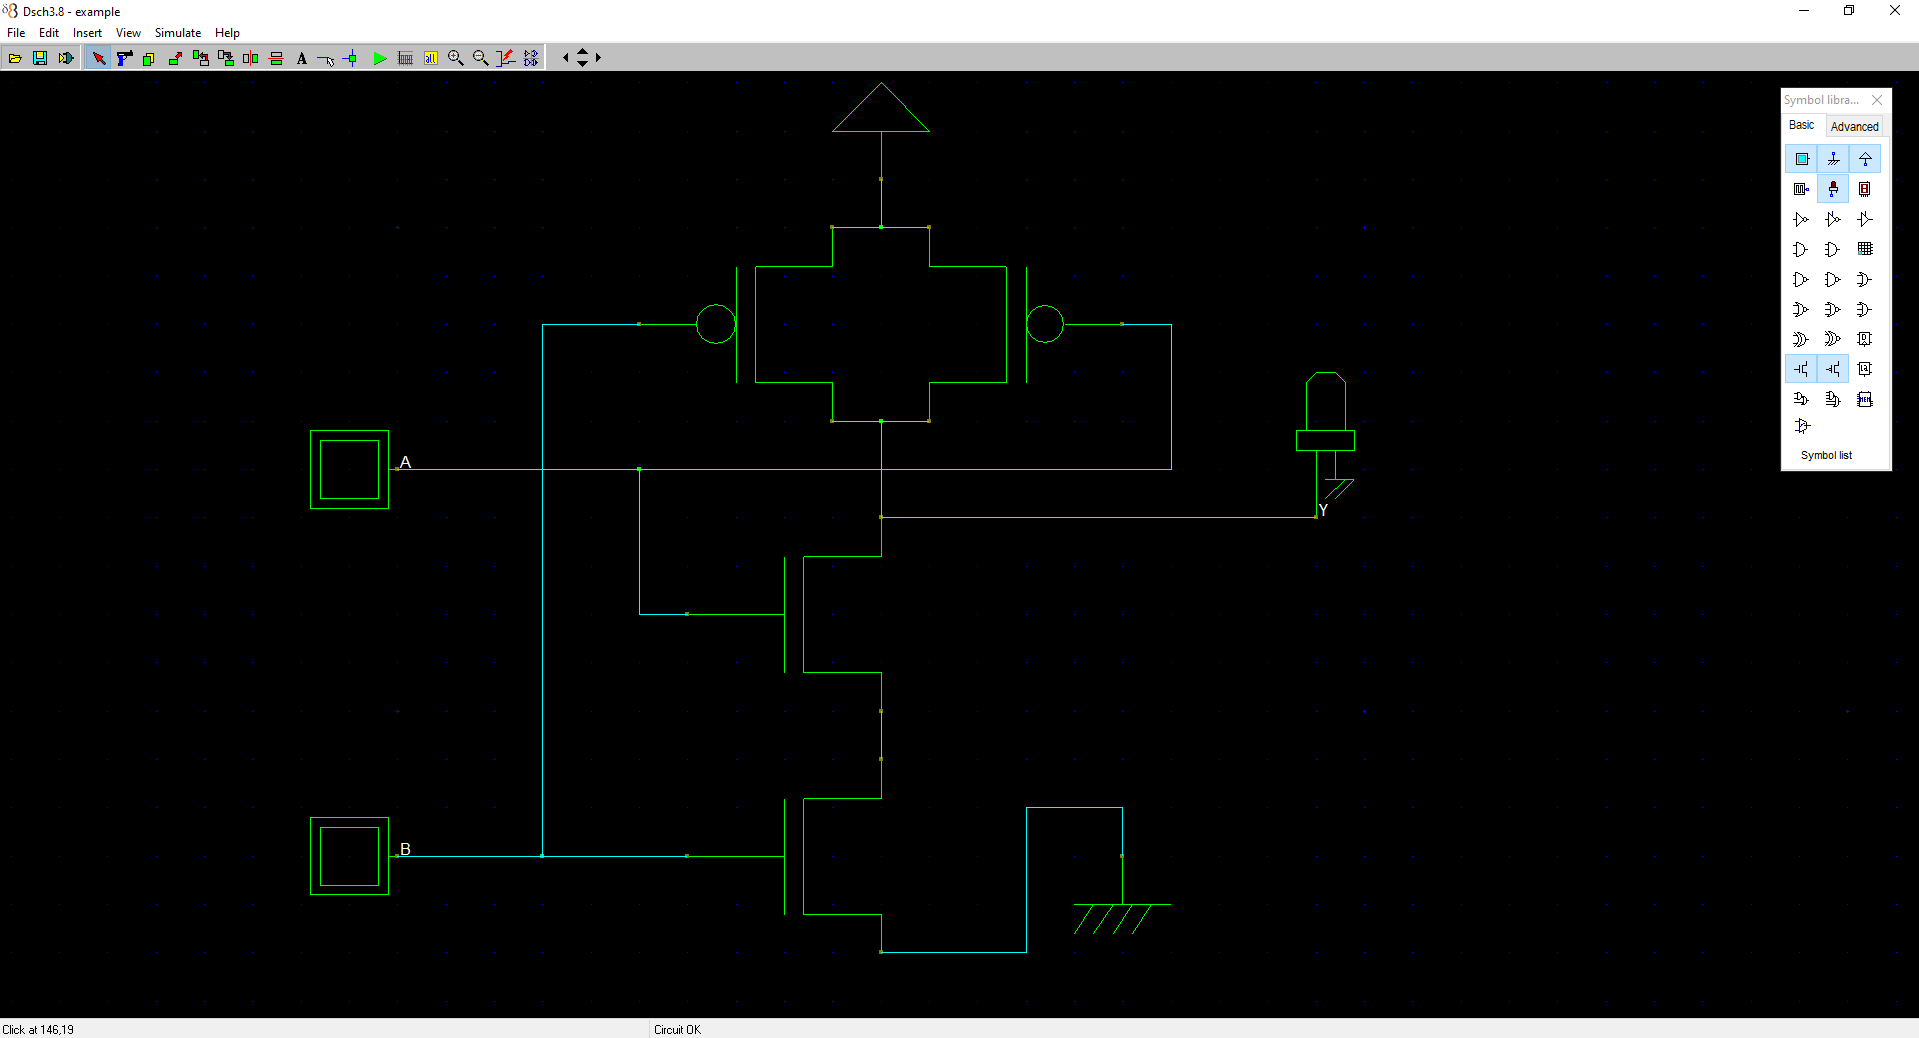 Dsch3.8 - example
File Edit Insert View Simulate Help
A all
Symbol libra...
Basic Advanced
A
Y
B
Symbol list
Click at 146,19
Circuit OK